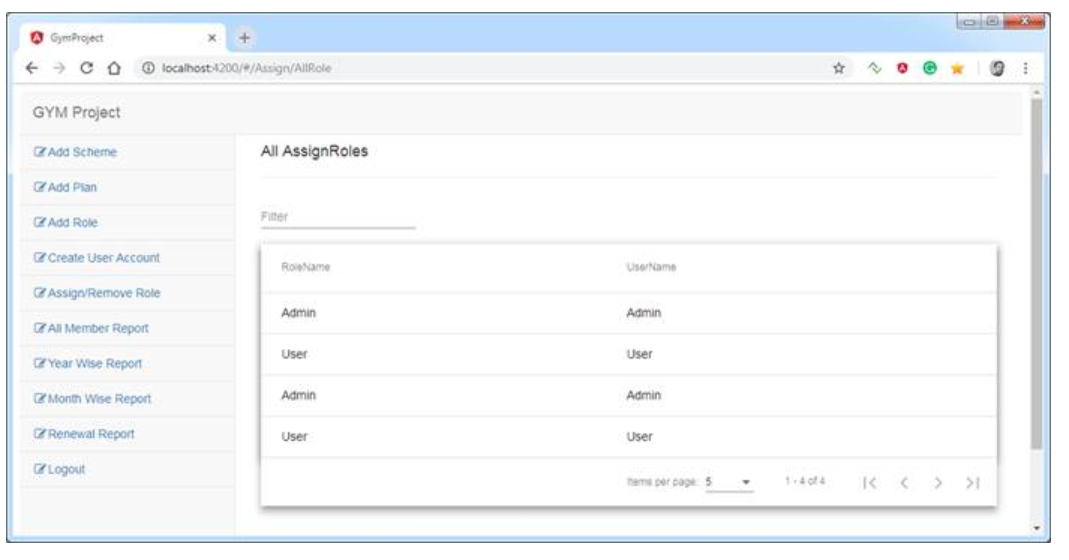 GymProject
localhost:4200/#/Assign/AllRole
GYM Project
Add Scheme
Add Plan
Add Role
Create User Account
Assign/Remove Role
All Member Report
Year Wise Report
Month Wise Report
Renewal Report
Logout
All AssignRoles
Filter
RoleName UserName
Admin Admin
User User
Admin Admin
User User
Items per page: 5 1 - 4 of 4